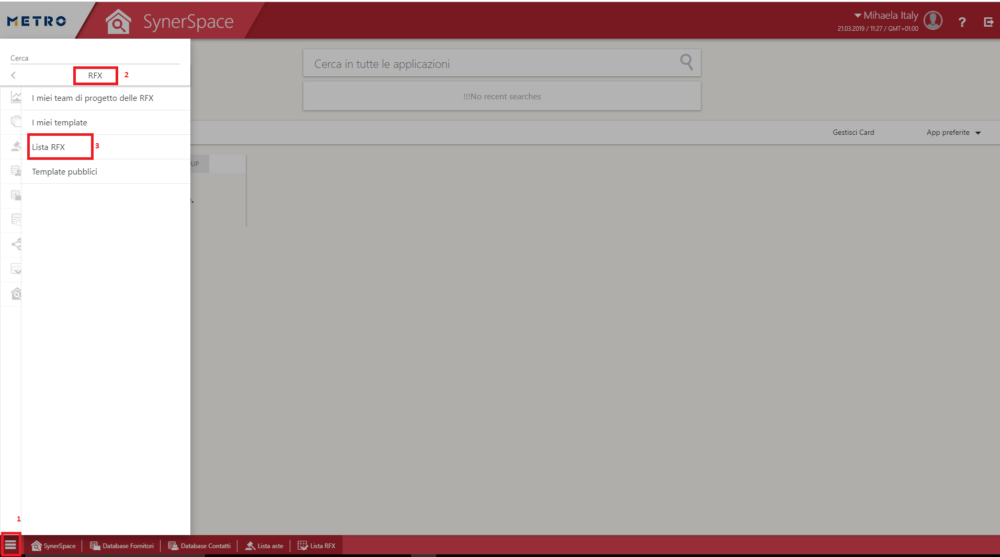 METRO
SynerSpace
Mihaela Italy
21.03.2019 / 11:27 / GMT+01:00
?
Cerca
RFX
2
I miei team di progetto delle RFX
I miei template
Lista RFX
3
Template pubblici
Cerca in tutte le applicazioni
!!!No recent searches
Gestisci Card
App preferite
UP
1
SynerSpace
Database Fornitori
Database Contatti
Lista aste
Lista RFX